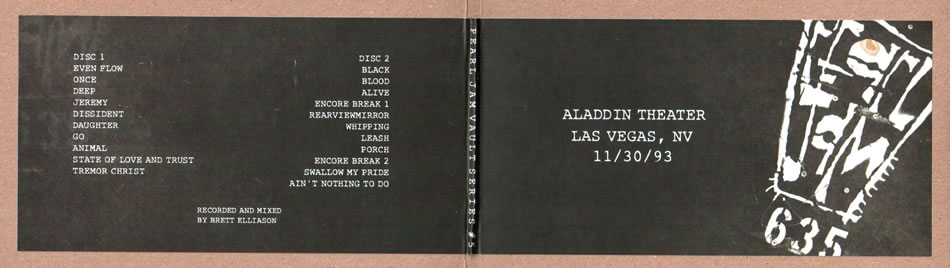 DISC 1
EVEN FLOW
ONCE
DEEP
JEREMY
DISSIDENT
DAUGHTER
GO
ANIMAL
STATE OF LOVE AND TRUST
TREMOR CHRIST
DISC 2
BLACK
BLOOD
ALIVE
ENCORE BREAK 1
REARVIEWMIRROR
WHIPPING
LEASH
PORCH
ENCORE BREAK 2
SWALLOW MY PRIDE
AIN'T NOTHING TO DO
RECORDED AND MIXED
BY BRETT ELLIASON
PEARL JAM VAULT SERIES #5
ALADDIN THEATER
LAS VEGAS, NV
11/30/93
635